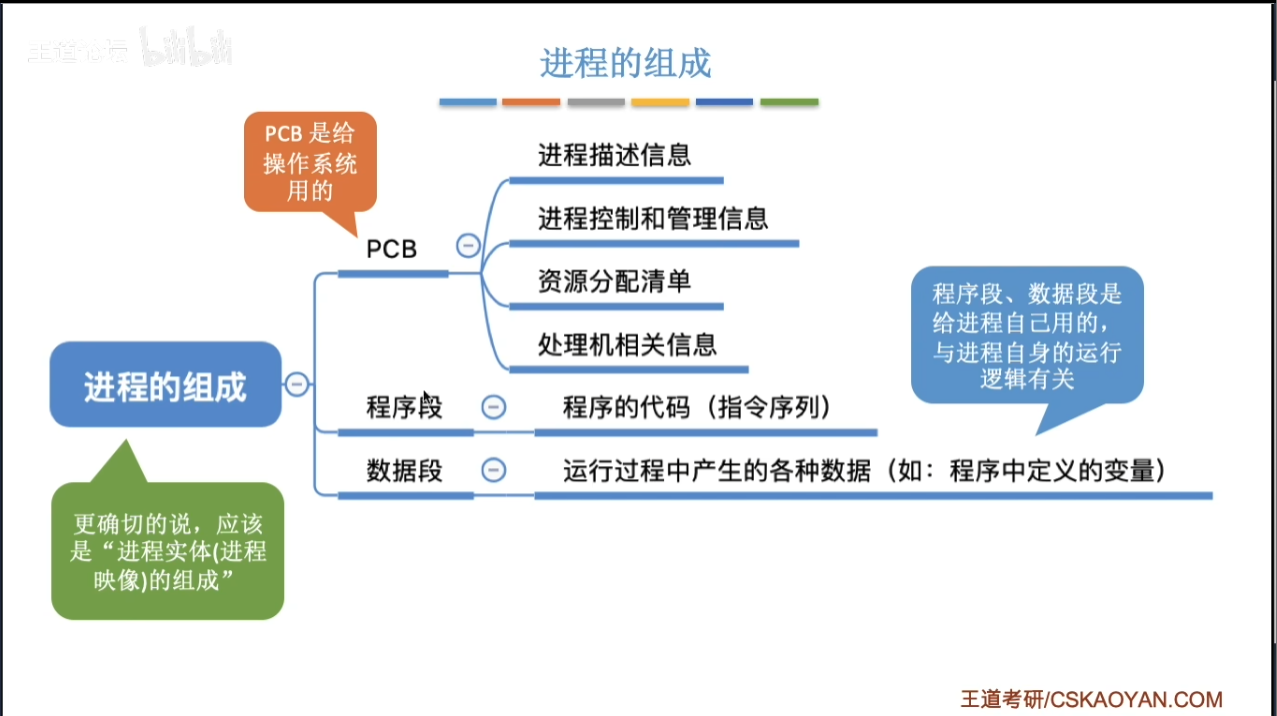 王道论坛 bilibili
进程的组成
PCB 是给
操作系统
用的
进程描述信息
进程控制和管理信息
PCB
资源分配清单
程序段、数据段是
给进程自己用的，
与进程自身的运行
逻辑有关
处理机相关信息
进程的组成
程序段
程序的代码（指令序列）
数据段
运行过程中产生的各种数据（如：程序中定义的变量）
更确切的说，应该
是“进程实体(进程
映像)的组成”
王道考研/CSKAOYAN.COM